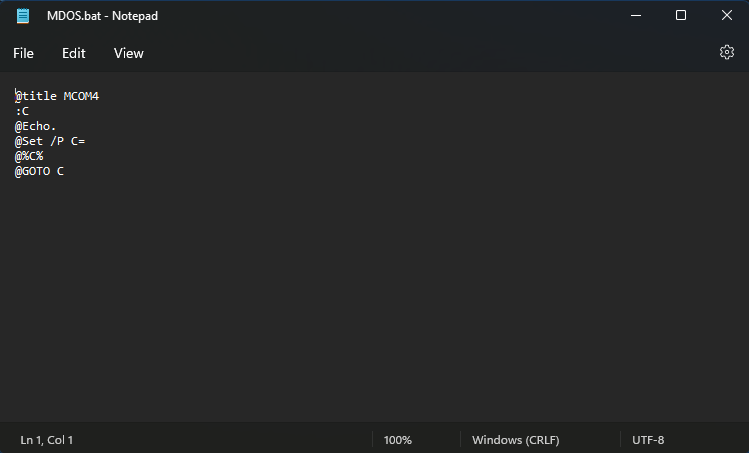 MDOS.bat - Notepad
File Edit View
@title MCOM4
:C
@Echo.
@Set /P C=
@%C%
@GOTO C
Ln 1, Col 1 100% Windows (CRLF) UTF-8